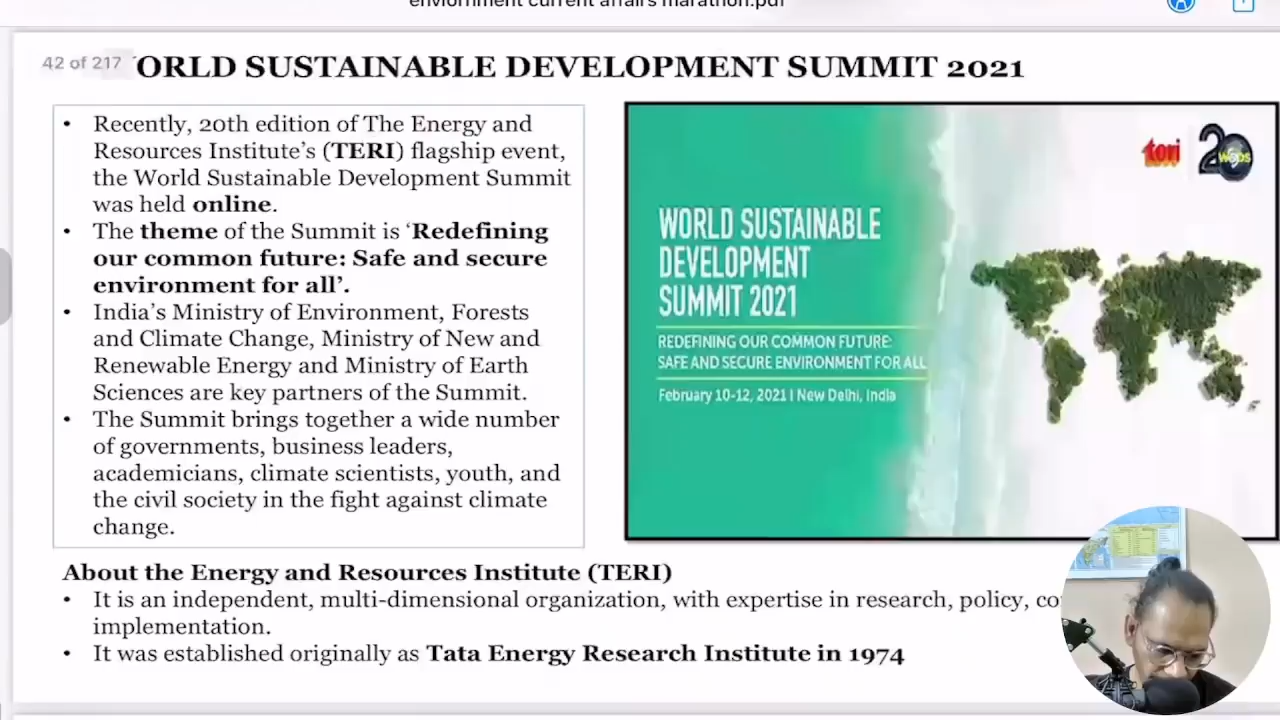 enviornment current affairs marathon.pdf
42 of 217
ORLD SUSTAINABLE DEVELOPMENT SUMMIT 2021
• Recently, 20th edition of The Energy and
Resources Institute's (TERI) flagship event,
the World Sustainable Development Summit
was held online.
• The theme of the Summit is 'Redefining
our common future: Safe and secure
environment for all'.
• India's Ministry of Environment, Forests
and Climate Change, Ministry of New and
Renewable Energy and Ministry of Earth
Sciences are key partners of the Summit.
• The Summit brings together a wide number
of governments, business leaders,
academicians, climate scientists, youth, and
the civil society in the fight against climate
change.
teri
20
WSDS
WORLD SUSTAINABLE
DEVELOPMENT
SUMMIT 2021
REDEFINING OUR COMMON FUTURE:
SAFE AND SECURE ENVIRONMENT FOR ALL
February 10-12, 2021 | New Delhi, India
About the Energy and Resources Institute (TERI)
• It is an independent, multi-dimensional organization, with expertise in research, policy,
implementation.
• It was established originally as Tata Energy Research Institute in 1974